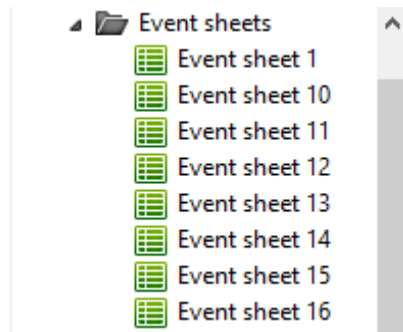 Event sheets
Event sheet 1
Event sheet 10
Event sheet 11
Event sheet 12
Event sheet 13
Event sheet 14
Event sheet 15
Event sheet 16